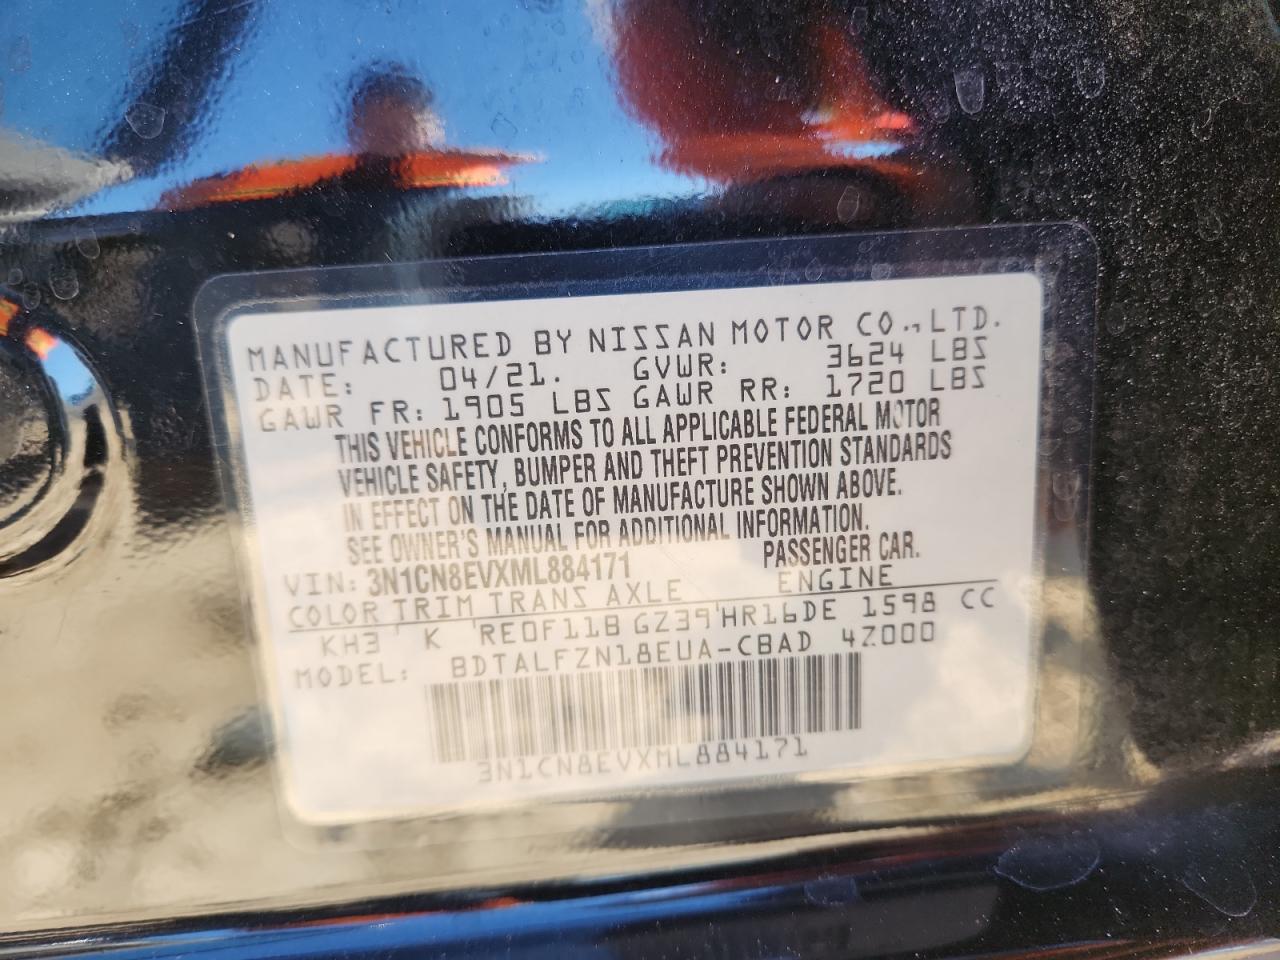 MANUFACTURED BY NISSAN MOTOR CO., LTD.
DATE: 04/21. GVWR: 3624 LBS
GAWR FR: 1905 LBS GAWR RR: 1720 LBS
THIS VEHICLE CONFORMS TO ALL APPLICABLE FEDERAL MOTOR
VEHICLE SAFETY, BUMPER AND THEFT PREVENTION STANDARDS
IN EFFECT ON THE DATE OF MANUFACTURE SHOWN ABOVE.
SEE OWNER'S MANUAL FOR ADDITIONAL INFORMATION.
VIN: 3N1CN8EVXML884171 PASSENGER CAR.
COLOR TRIM TRANS AXLE ENGINE
KH3 K RE0F11B GZ39 HR16DE 1598 CC
MODEL: BDTALFZN18EUA-CBAD 4Z000
3N1CN8EVXML884171